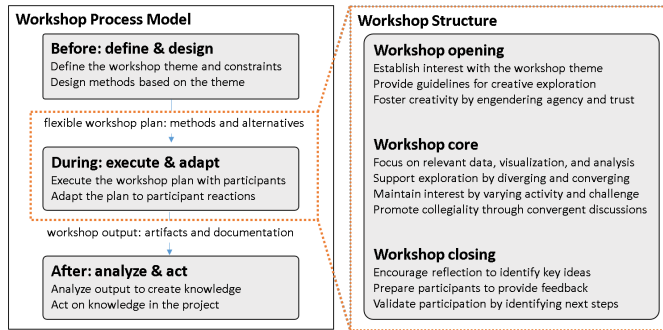 Workshop Process Model
Before: define & design
Define the workshop theme and constraints
Design methods based on the theme
flexible workshop plan: methods and alternatives
During: execute & adapt
Execute the workshop plan with participants
Adapt the plan to participant reactions
workshop output: artifacts and documentation
After: analyze & act
Analyze output to create knowledge
Act on knowledge in the project
Workshop Structure
Workshop opening
Establish interest with the workshop theme
Provide guidelines for creative exploration
Foster creativity by engendering agency and trust
Workshop core
Focus on relevant data, visualization, and analysis
Support exploration by diverging and converging
Maintain interest by varying activity and challenge
Promote collegiality through convergent discussions
Workshop closing
Encourage reflection to identify key ideas
Prepare participants to provide feedback
Validate participation by identifying next steps